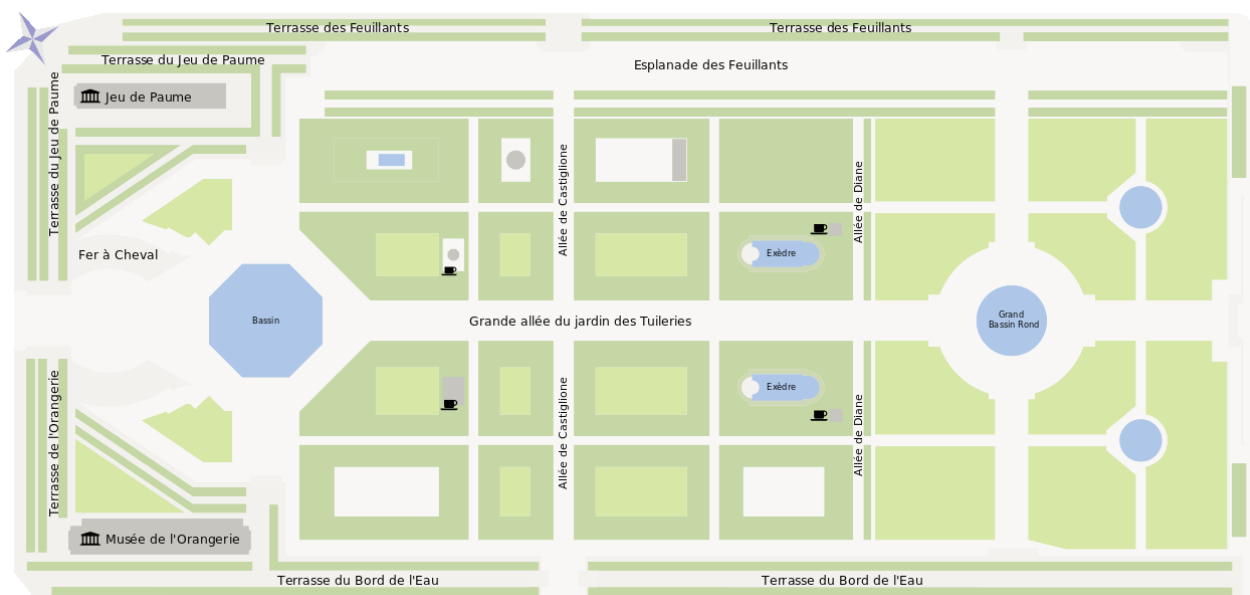 Terrasse des Feuillants
Terrasse des Feuillants
Terrasse du Jeu de Paume
Esplanade des Feuillants
Jeu de Paume
Terrasse du Jeu de Paume
Allée de Castiglione
Allée de Diane
Fer à Cheval
Exèdre
Bassin
Grande allée du jardin des Tuileries
Grand
Bassin Rond
Exèdre
Terrasse de l'Orangerie
Allée de Castiglione
Allée de Diane
Musée de l'Orangerie
Terrasse du Bord de l'Eau
Terrasse du Bord de l'Eau